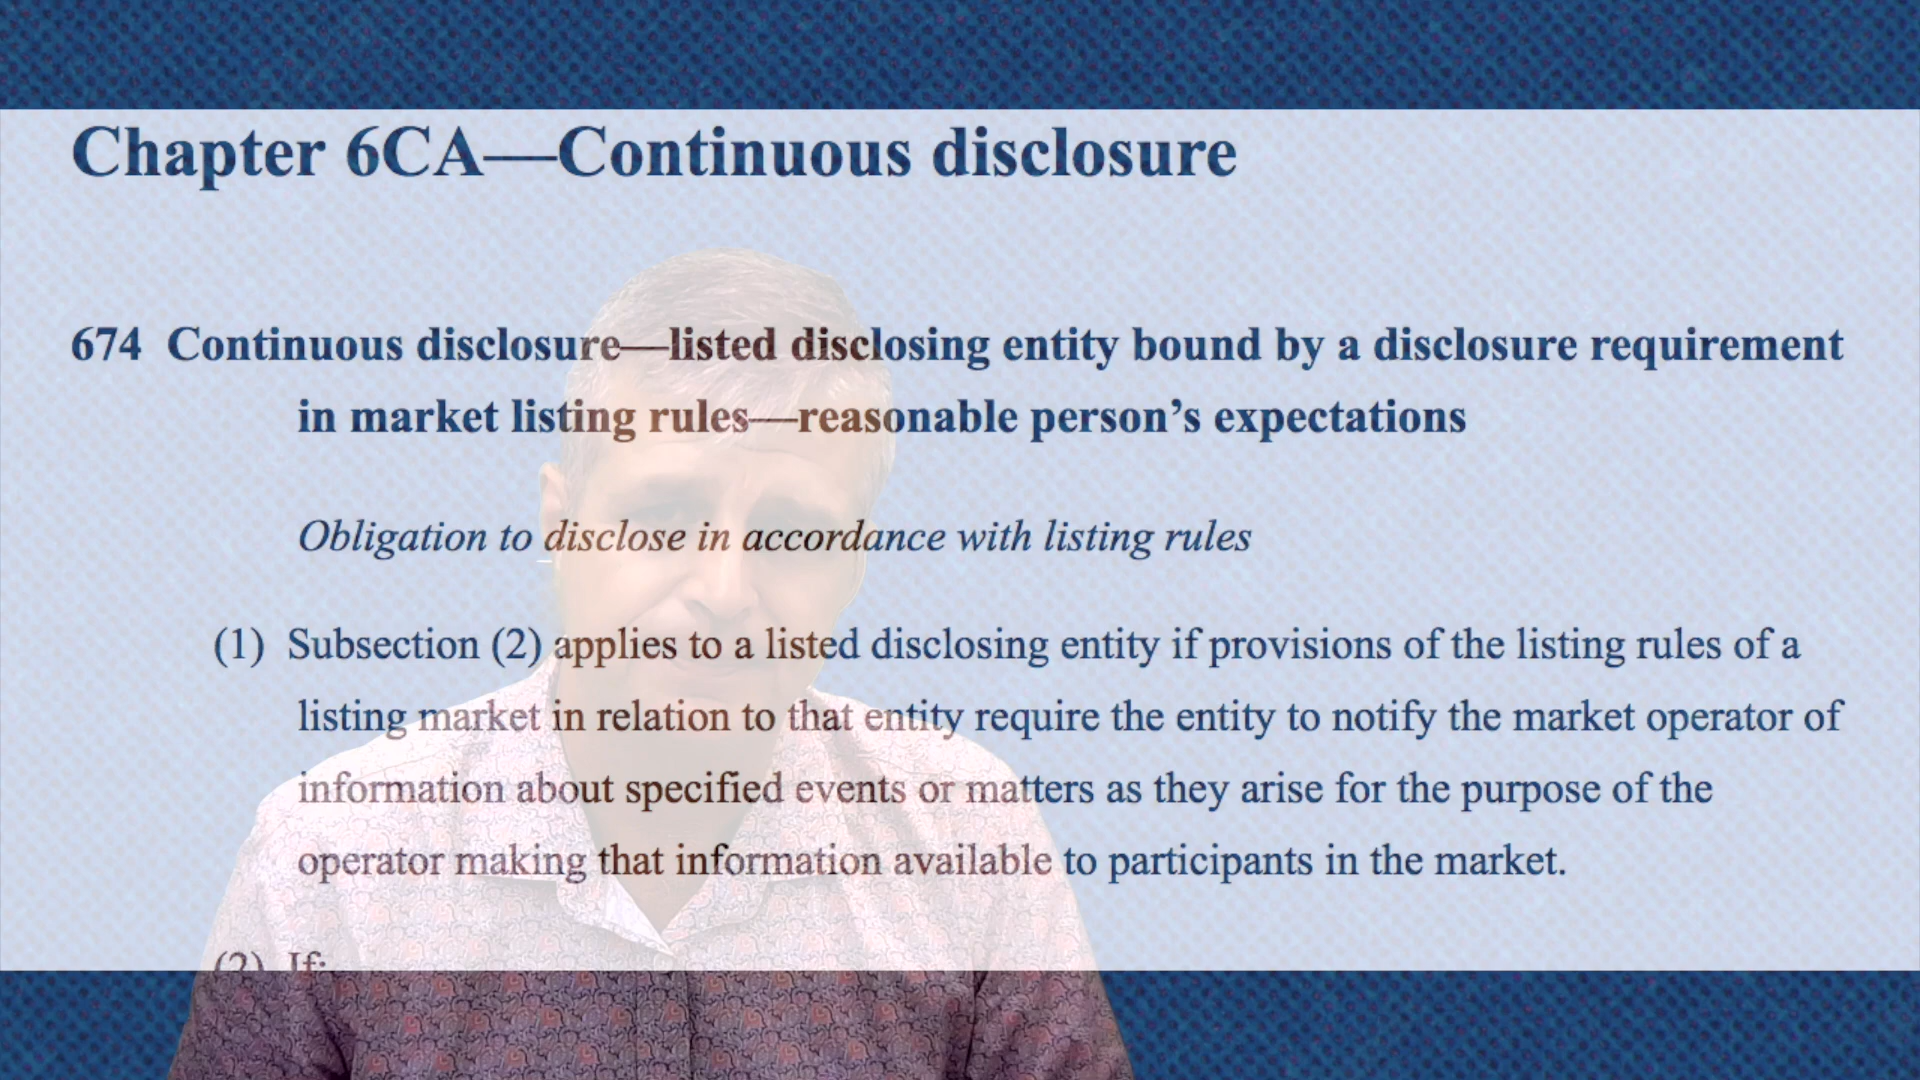 Chapter 6CA—Continuous disclosure
674 Continuous disclosure—listed disclosing entity bound by a disclosure requirement
in market listing rules—reasonable person’s expectations
Obligation to disclose in accordance with listing rules
(1) Subsection (2) applies to a listed disclosing entity if provisions of the listing rules of a
listing market in relation to that entity require the entity to notify the market operator of
information about specified events or matters as they arise for the purpose of the
operator making that information available to participants in the market.
(2) If: